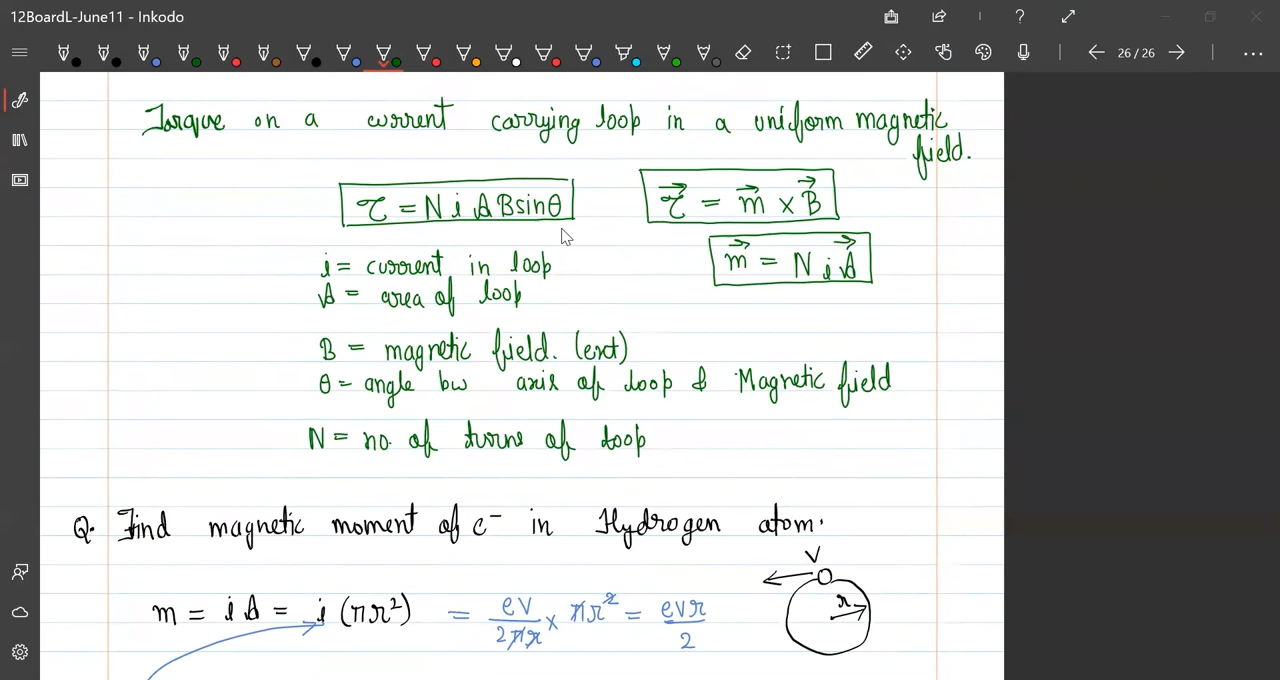 12BoardL-June11 - Inkodo
26/26
Torque on a current carrying loop in a uniform magnetic field.
τ = N i A B sinθ
τ⃗ = m⃗ × B⃗
m⃗ = N i A⃗
i = current in loop
A = area of loop
B = magnetic field. (ext)
θ = angle bw axis of loop & Magnetic field
N = no. of turns of loop
Q. Find magnetic moment of e⁻ in Hydrogen atom.
V
r
m = i A = i (πr²) = ev/2πr × πr² = evr/2